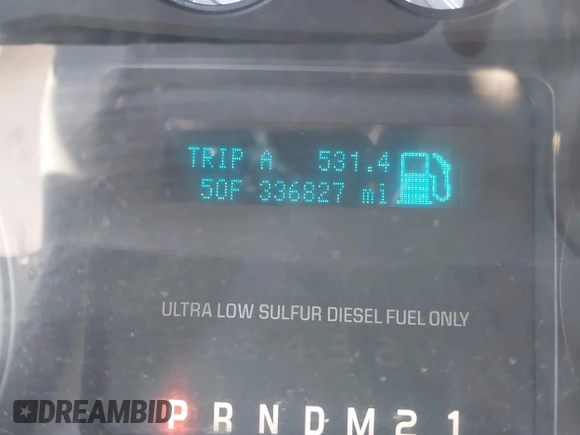 TRIP A 531.4
50F 336827 mi
ULTRA LOW SULFUR DIESEL FUEL ONLY
P R N D M 2 1
DREAMBID